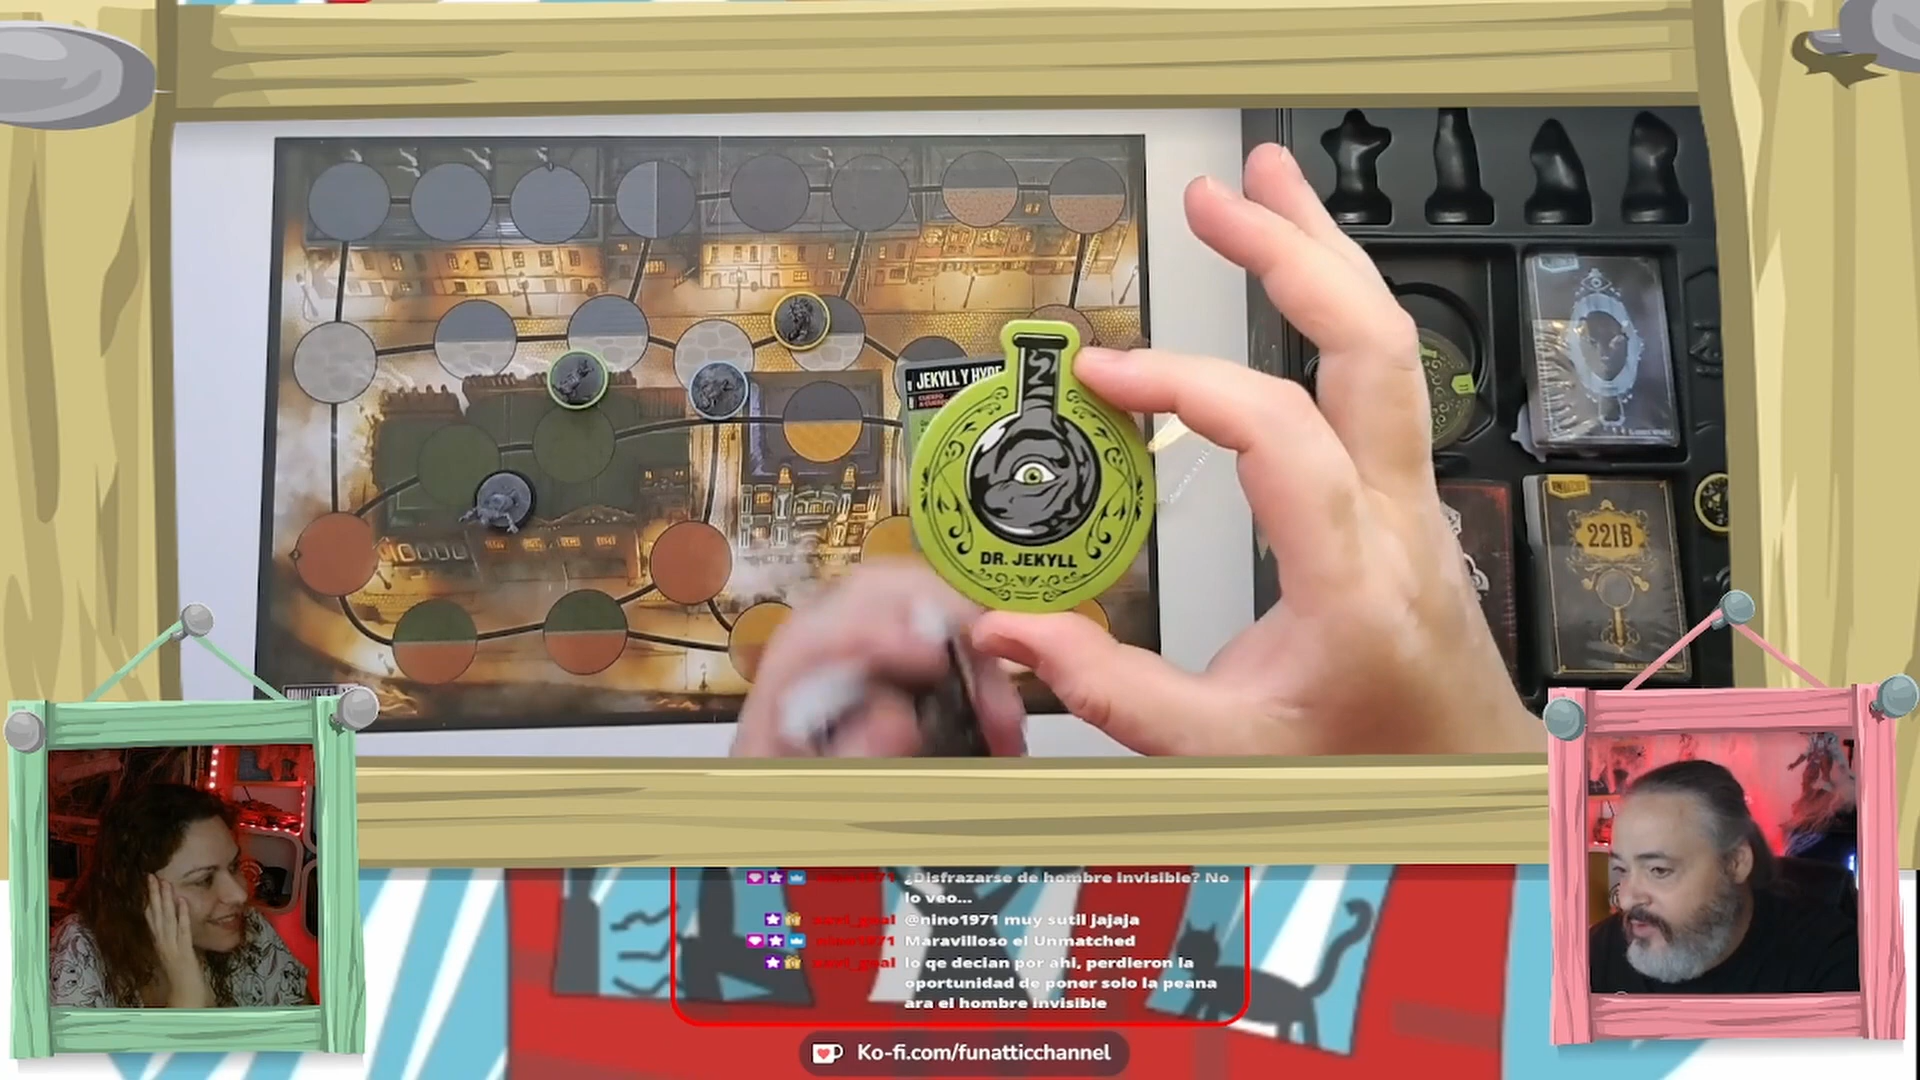 JEKYLL Y HYDE
CUERPO
A CUERPO
DR. JEKYLL
221B
¿Disfrazarse de hombre invisible? No
lo veo...
@nino1971 muy sutil jajaja
Maravilloso el Unmatched
lo qe decian por ahi, perdieron la
oportunidad de poner solo la peana
ara el hombre invisible
Ko-fi.com/funatticchannel